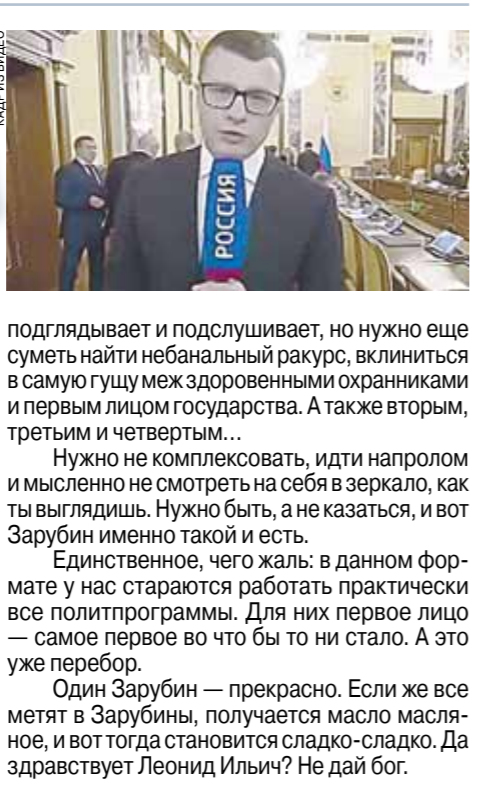 КАДР ИЗ ВИДЕО
РОССИЯ
подглядывает и подслушивает, но нужно еще
суметь найти небанальный ракурс, вклиниться
в самую гущу меж здоровенными охранниками
и первым лицом государства. А также вторым,
третьим и четвертым...
Нужно не комплексовать, идти напролом
и мысленно не смотреть на себя в зеркало, как
ты выглядишь. Нужно быть, а не казаться, и вот
Зарубин именно такой и есть.
Единственное, чего жаль: в данном фор-
мате у нас стараются работать практически
все политпрограммы. Для них первое лицо
— самое первое во что бы то ни стало. А это
уже перебор.
Один Зарубин — прекрасно. Если же все
метят в Зарубины, получается масло масля-
ное, и вот тогда становится сладко-сладко. Да
здравствует Леонид Ильич? Не дай бог.